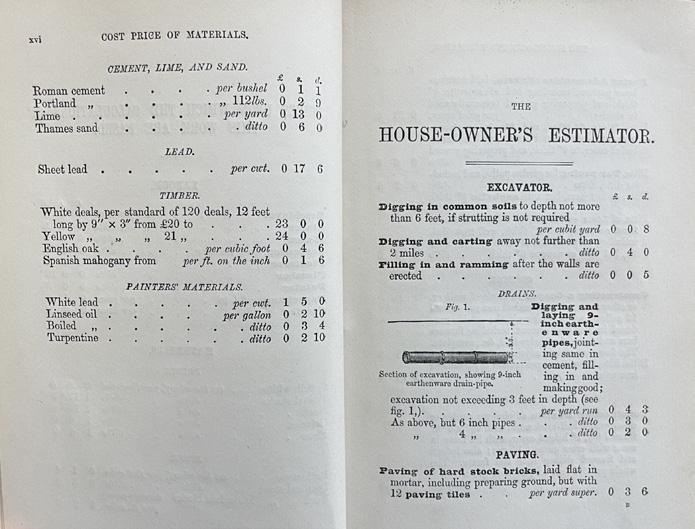 xvi COST PRICE OF MATERIALS.
CEMENT, LIME, AND SAND.
£ s. d.
Roman cement . . . . per bushel 0 1 1
Portland „ . . . . „ 112lbs. 0 2 9
Lime . . . . . per yard 0 13 0
Thames sand . . . . ditto 0 6 0
LEAD.
Sheet lead . . . . . per cwt. 0 17 6
TIMBER.
White deals, per standard of 120 deals, 12 feet
long by 9" × 3" from £20 to . . . 23 0 0
Yellow „ „ „ 21 „ . . . 24 0 0
English oak . . . . per cubic foot 0 4 6
Spanish mahogany from per ft. on the inch 0 1 6
PAINTERS' MATERIALS.
White lead . . . . . per cwt. 1 5 0
Linseed oil . . . . per gallon 0 2 10
Boiled „ . . . . . ditto 0 3 4
Turpentine . . . . . ditto 0 2 10
THE
HOUSE-OWNER'S ESTIMATOR.
EXCAVATOR.
£ s. d.
Digging in common soils to depth not more
than 6 feet, if strutting is not required
per cubit yard 0 0 8
Digging and carting away not further than
2 miles . . . . . . ditto 0 4 0
Filling in and ramming after the walls are
erected . . . . . . ditto 0 0 5
DRAINS.
Fig. 1.
Section of excavation, showing 9-inch
earthenware drain-pipe.
Digging and
laying 9-
inch earth-
enware
pipes, joint-
ing same in
cement, fill-
ing in and
making good;
excavation not exceeding 3 feet in depth (see
fig. 1,). . . . . per yard run 0 4 3
As above, but 6 inch pipes . . . ditto 0 3 0
„ 4 „ „ . . . ditto 0 2 0
PAVING.
Paving of hard stock bricks, laid flat in
mortar, including preparing ground, but with
12 paving tiles . . per yard super. 0 3 6
B